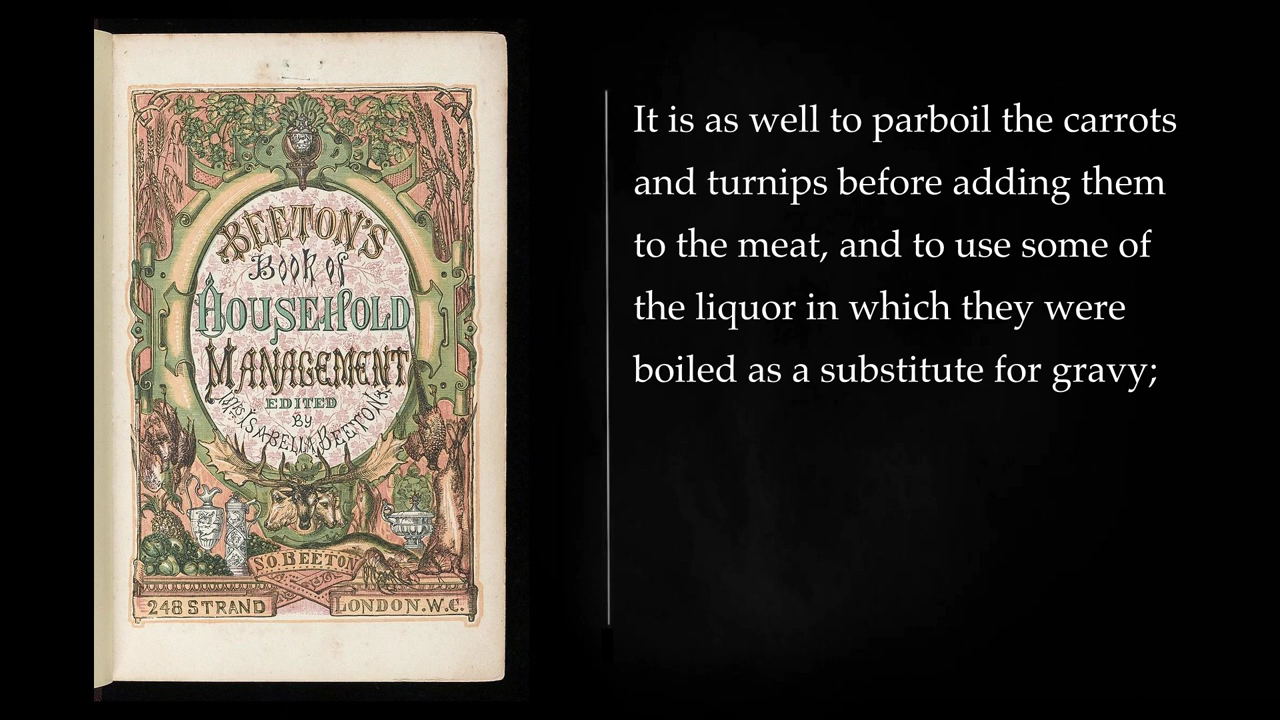 BEETON'S
Book of
HOUSEHOLD
MANAGEMENT
EDITED
By
MRS ISABELLA BEETON.
S.O. BEETON
248 STRAND
LONDON. W.C.
It is as well to parboil the carrots
and turnips before adding them
to the meat, and to use some of
the liquor in which they were
boiled as a substitute for gravy;